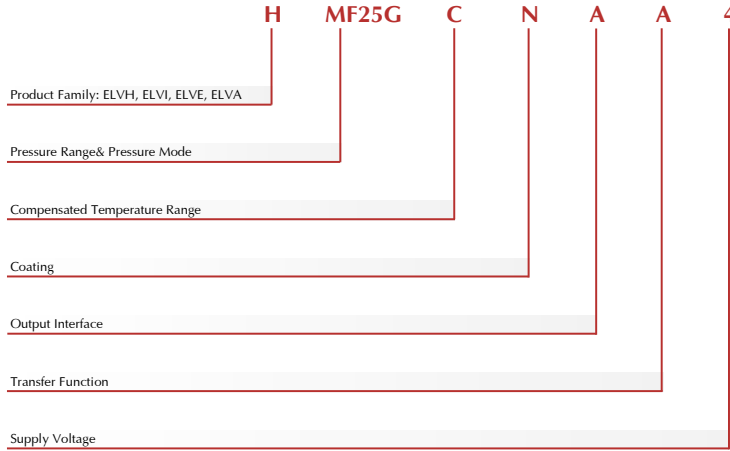 H MF25G C N A A 4
Product Family: ELVH, ELVI, ELVE, ELVA
Pressure Range& Pressure Mode
Compensated Temperature Range
Coating
Output Interface
Transfer Function
Supply Voltage